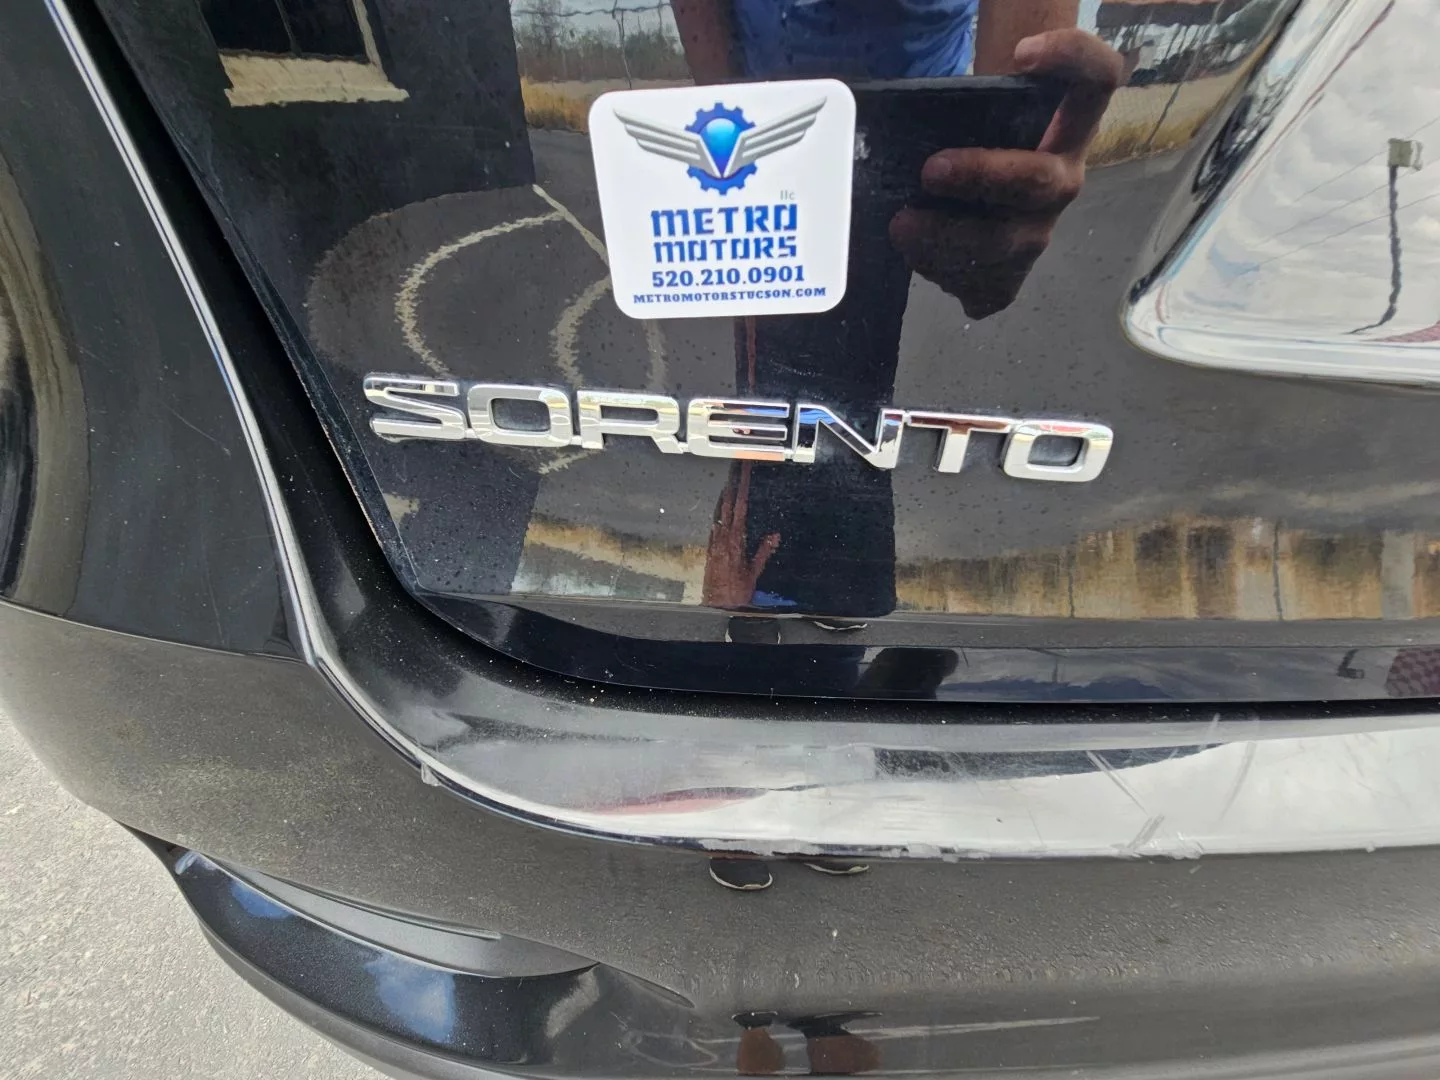 llc
METRO
MOTORS
520.210.0901
METROMOTORSTUCSON.COM
SORENTO